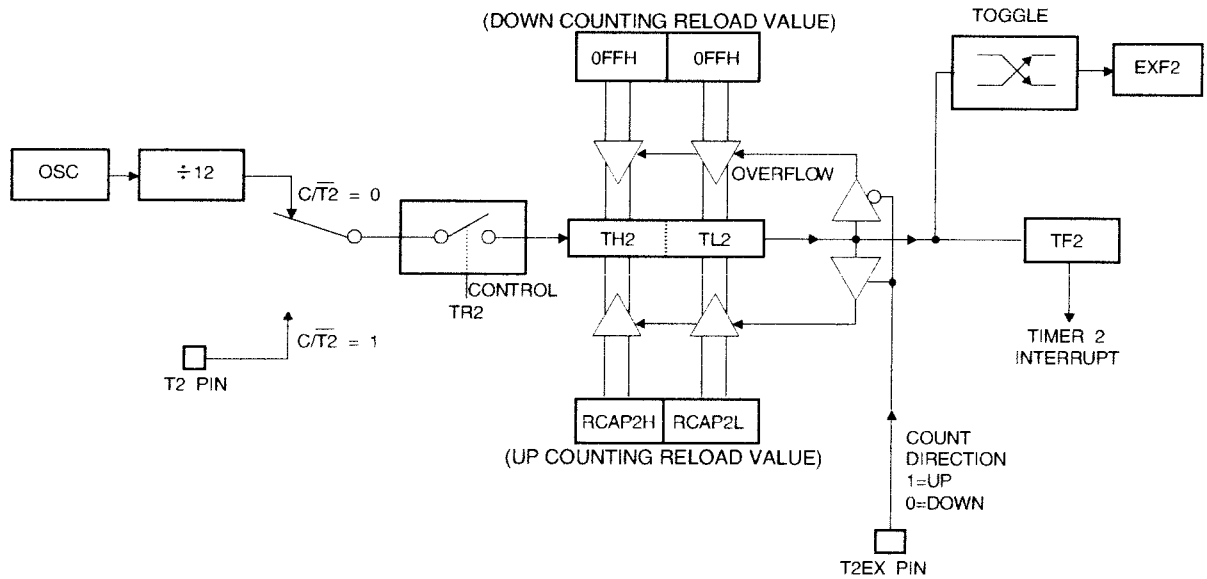 (DOWN COUNTING RELOAD VALUE)
TOGGLE
0FFH
0FFH
EXF2
OSC
÷12
C/T2̅ = 0
OVERFLOW
TH2
TL2
TF2
CONTROL
TR2
C/T2̅ = 1
TIMER 2
INTERRUPT
T2 PIN
RCAP2H
RCAP2L
(UP COUNTING RELOAD VALUE)
COUNT
DIRECTION
1=UP
0=DOWN
T2EX PIN